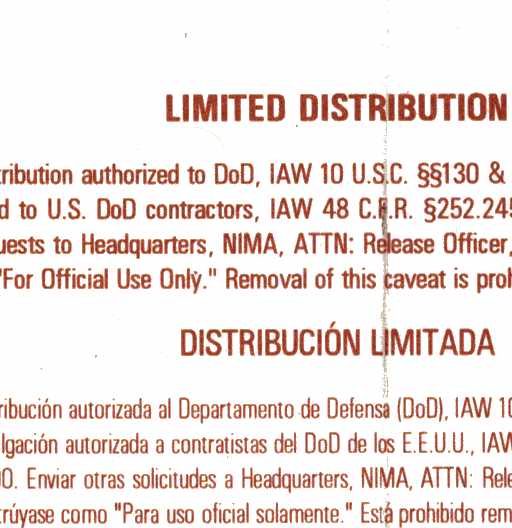 LIMITED DISTRIBUTION
tribution authorized to DoD, IAW 10 U.S.C. §§130 &
d to U.S. DoD contractors, IAW 48 C.F.R. §252.245
uests to Headquarters, NIMA, ATTN: Release Officer,
"For Official Use Only." Removal of this caveat is proh
DISTRIBUCIÓN LIMITADA
ribución autorizada al Departamento de Defensa (DoD), IAW 10
lgación autorizada a contratistas del DoD de los E.E.U.U., IAW
00. Enviar otras solicitudes a Headquarters, NIMA, ATTN: Rele
trúyase como "Para uso oficial solamente." Está prohibido rem